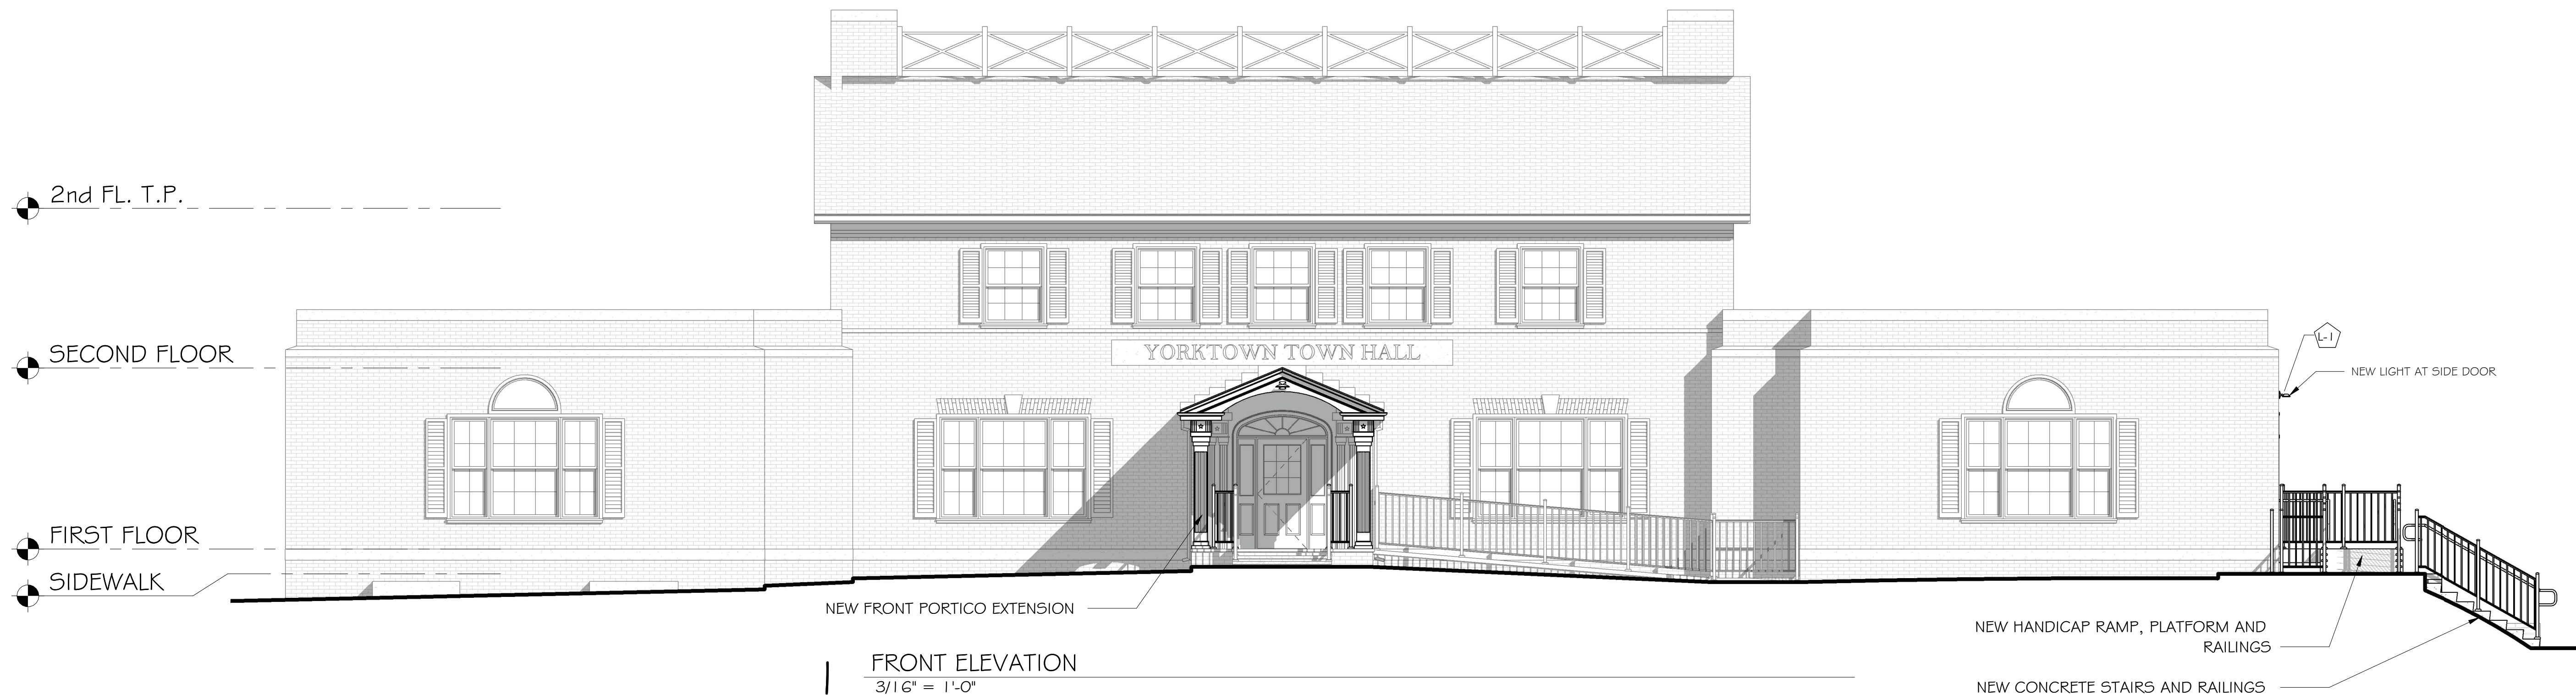 2nd FL. T.P.
SECOND FLOOR
YORKTOWN TOWN HALL
L-1
NEW LIGHT AT SIDE DOOR
FIRST FLOOR
SIDEWALK
NEW FRONT PORTICO EXTENSION
NEW HANDICAP RAMP, PLATFORM AND
RAILINGS
NEW CONCRETE STAIRS AND RAILINGS
1
FRONT ELEVATION
3/16" = 1'-0"